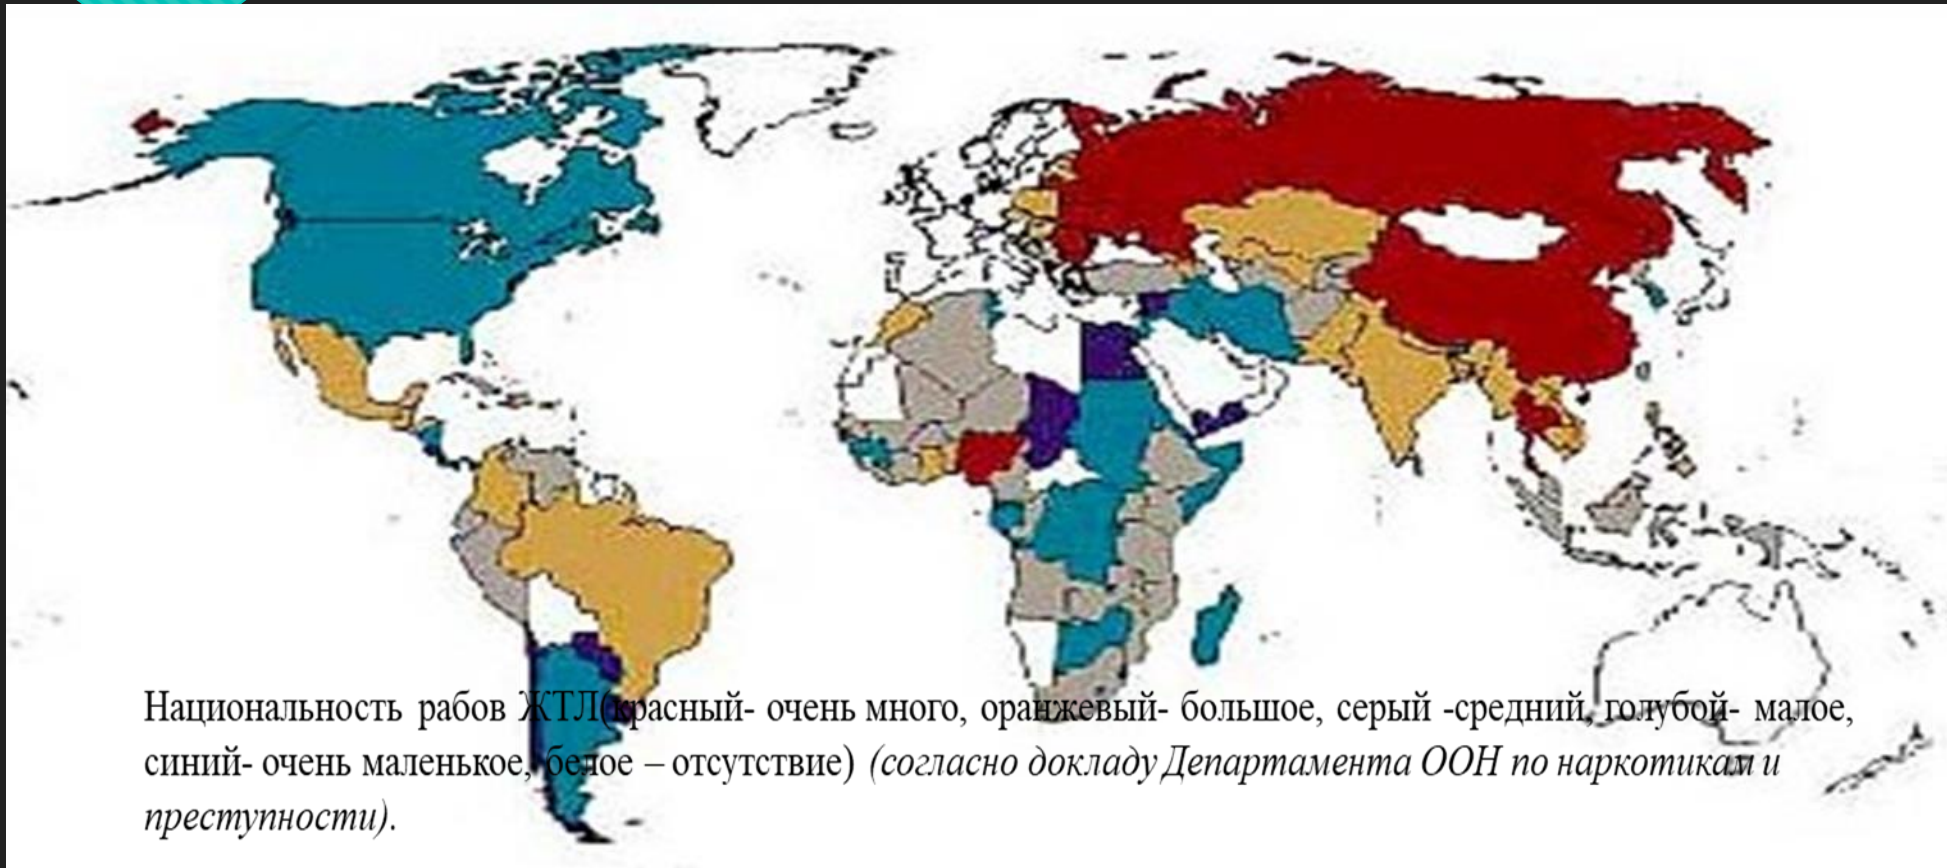 Национальность рабов ЖТЛ(красный- очень много, оранжевый- большое, серый -средний, голубой- малое,
синий- очень маленькое, белое – отсутствие) (согласно докладу Департамента ООН по наркотикам и
преступности).